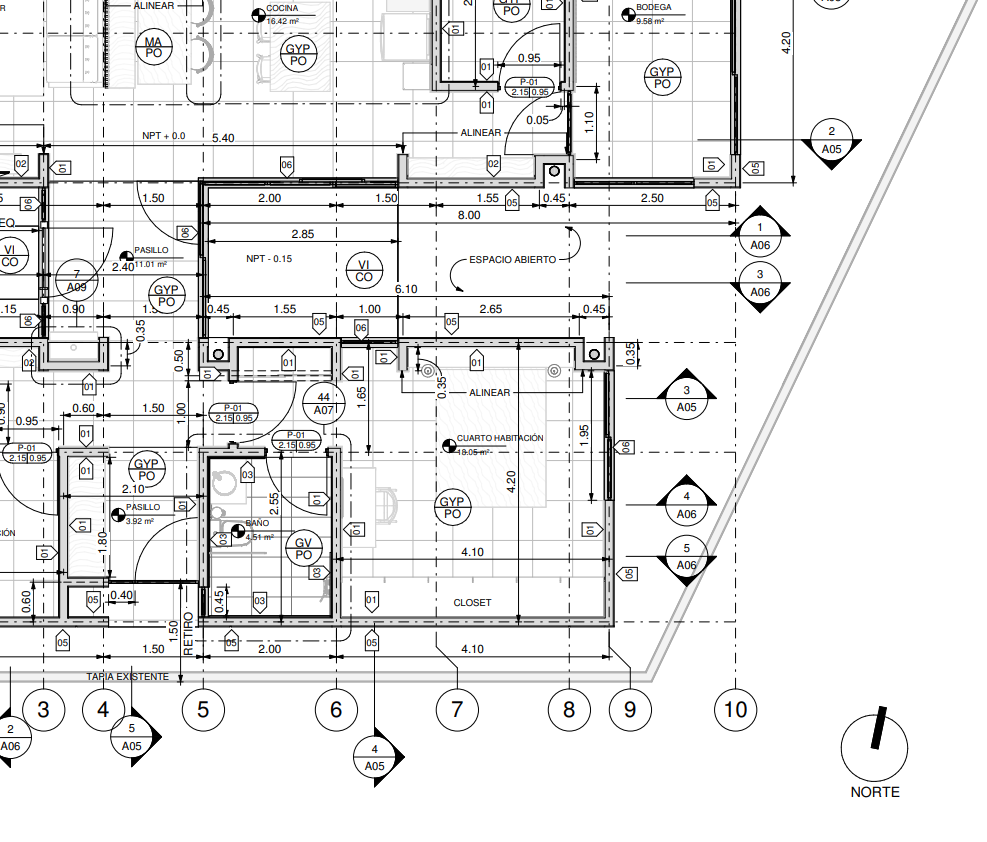 ALINEAR
COCINA
16.42 m²
BODEGA
9.58 m²
MA
PO
GYP
PO
GYP
PO
0.95
01
P-01
2.15 0.95
01
0.05
1.10
4.20
2
A05
NPT + 0.0
5.40
ALINEAR
02
01
06
02
01
05
1.50
2.00
1.50
1.55
0.45
2.50
05
05
8.00
06
06
2.85
1
A06
PASILLO
11.01 m²
2.40
NPT - 0.15
VI
CO
ESPACIO ABIERTO
VI
CO
7
A09
GYP
PO
6.10
3
A06
.15
0.90
0.45
1.55
1.00
2.65
0.45
06
05
06
05
0.35
02
01
0.50
01
01
01
01
01
0.35
0.35
1.65
ALINEAR
3
A05
0.60
1.50
1.00
P-01
2.15 0.95
44
A07
0.95
01
P-01
2.15 0.95
P-01
2.15 0.95
CUARTO HABITACIÓN
18.05 m²
1.95
06
4.20
01
GYP
PO
2.10
03
2.55
01
GYP
PO
4
A06
PASILLO
3.92 m²
01
01
BAÑO
4.51 m²
03
GV
PO
01
01
01
1.80
5
A06
4.10
03
05
0.60
05
0.40
0.45
03
01
CLOSET
05
05
05
1.50
RETIRO
1.50
2.00
4.10
TAPIA EXISTENTE
3
4
5
6
7
8
9
10
2
A06
5
A05
4
A05
NORTE